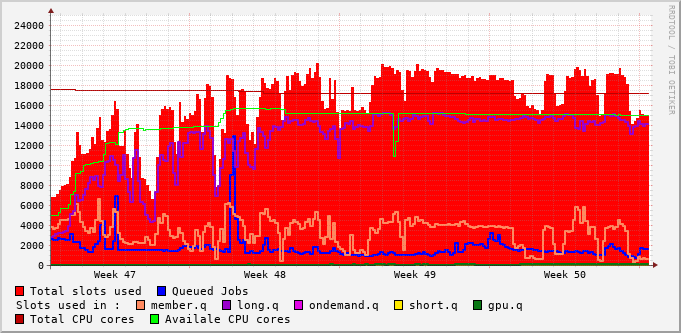 24000
22000
20000
18000
16000
14000
12000
10000
8000
6000
4000
2000
0
Week 47 Week 48 Week 49 Week 50
Total slots used Queued Jobs
Slots used in : member.q long.q ondemand.q short.q gpu.q
Total CPU cores Availale CPU cores
RRDTOOL / TOBI OETIKER